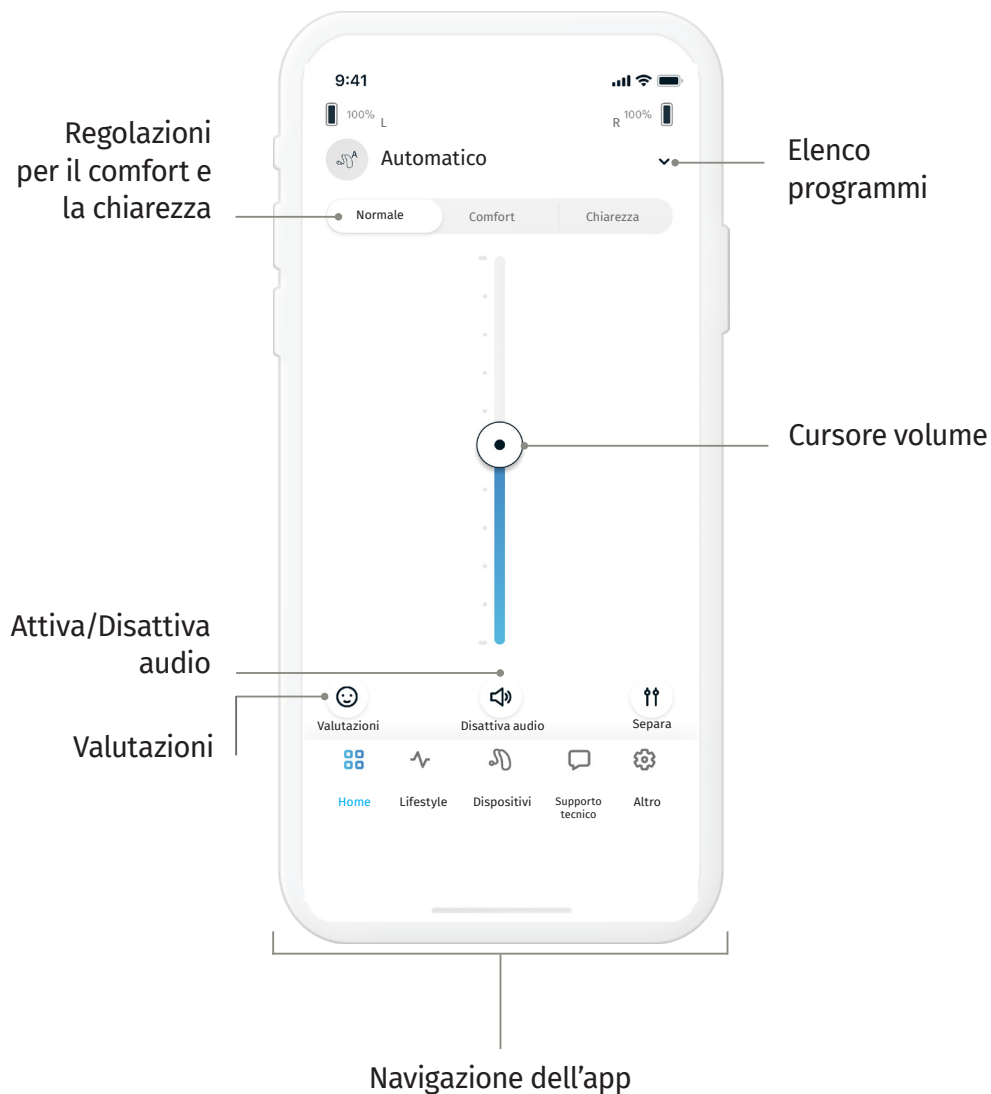 9:41
100% L
R 100%
Regolazioni
per il comfort e
la chiarezza
Automatico
Elenco
programmi
Normale
Comfort
Chiarezza
Cursore volume
Attiva/Disattiva
audio
Valutazioni
Valutazioni
Disattiva audio
Separa
Home
Lifestyle
Dispositivi
Supporto
tecnico
Altro
Navigazione dell’app